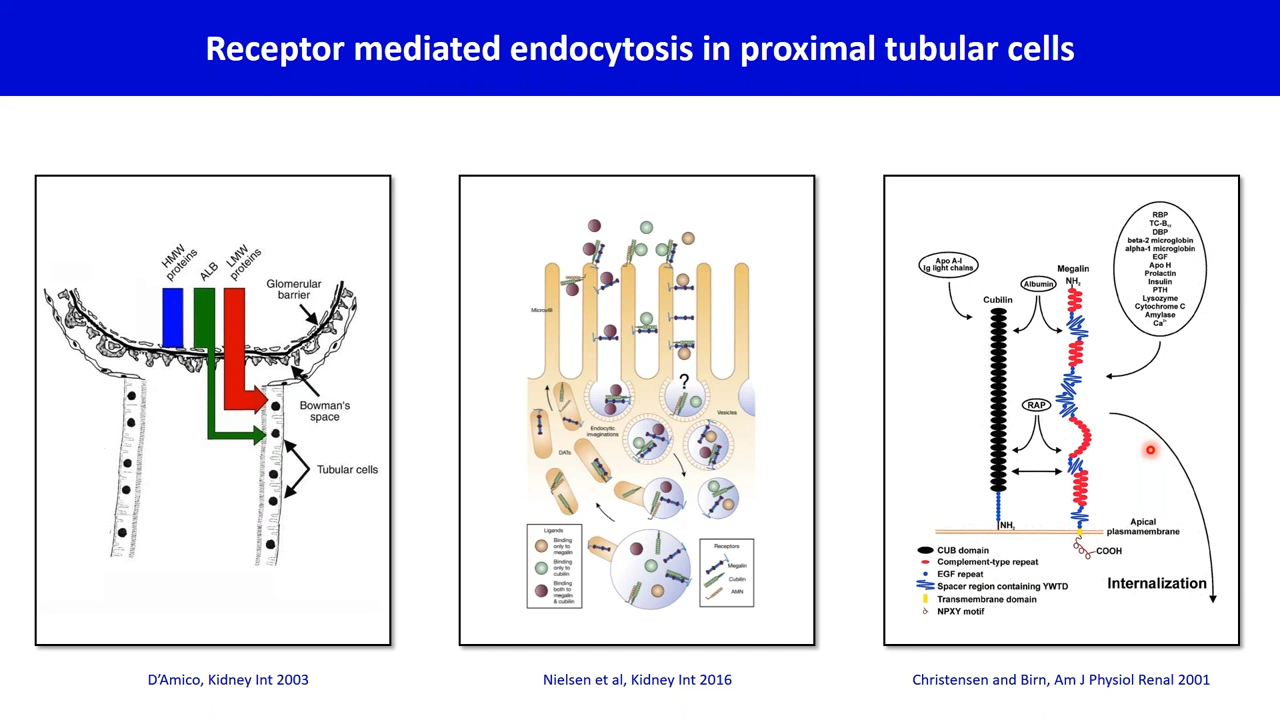 Receptor mediated endocytosis in proximal tubular cells
HMW
proteins
ALB
LMW
proteins
Glomerular
barrier
Bowman's
space
Tubular cells
D'Amico, Kidney Int 2003
Microvilli
?
Endocytic
invaginations
Vesicles
DATs
Ligands
Binding
only to
megalin
Binding
only to
cubilin
Binding
both to
megalin
& cubilin
Receptors
Megalin
Cubilin
AMN
Nielsen et al, Kidney Int 2016
Apo A-I
Ig light chains
Cubilin
Albumin
Megalin
NH₂
RBP
TC-B₁₂
DBP
beta-2 microglobin
alpha-1 microglobin
EGF
Apo H
Prolactin
Insulin
PTH
Lysozyme
Cytochrome C
Amylase
Ca²⁺
RAP
NH₂
Apical
plasmamembrane
COOH
CUB domain
Complement-type repeat
EGF repeat
Spacer region containing YWTD
Transmembrane domain
NPXY motif
Internalization
Christensen and Birn, Am J Physiol Renal 2001